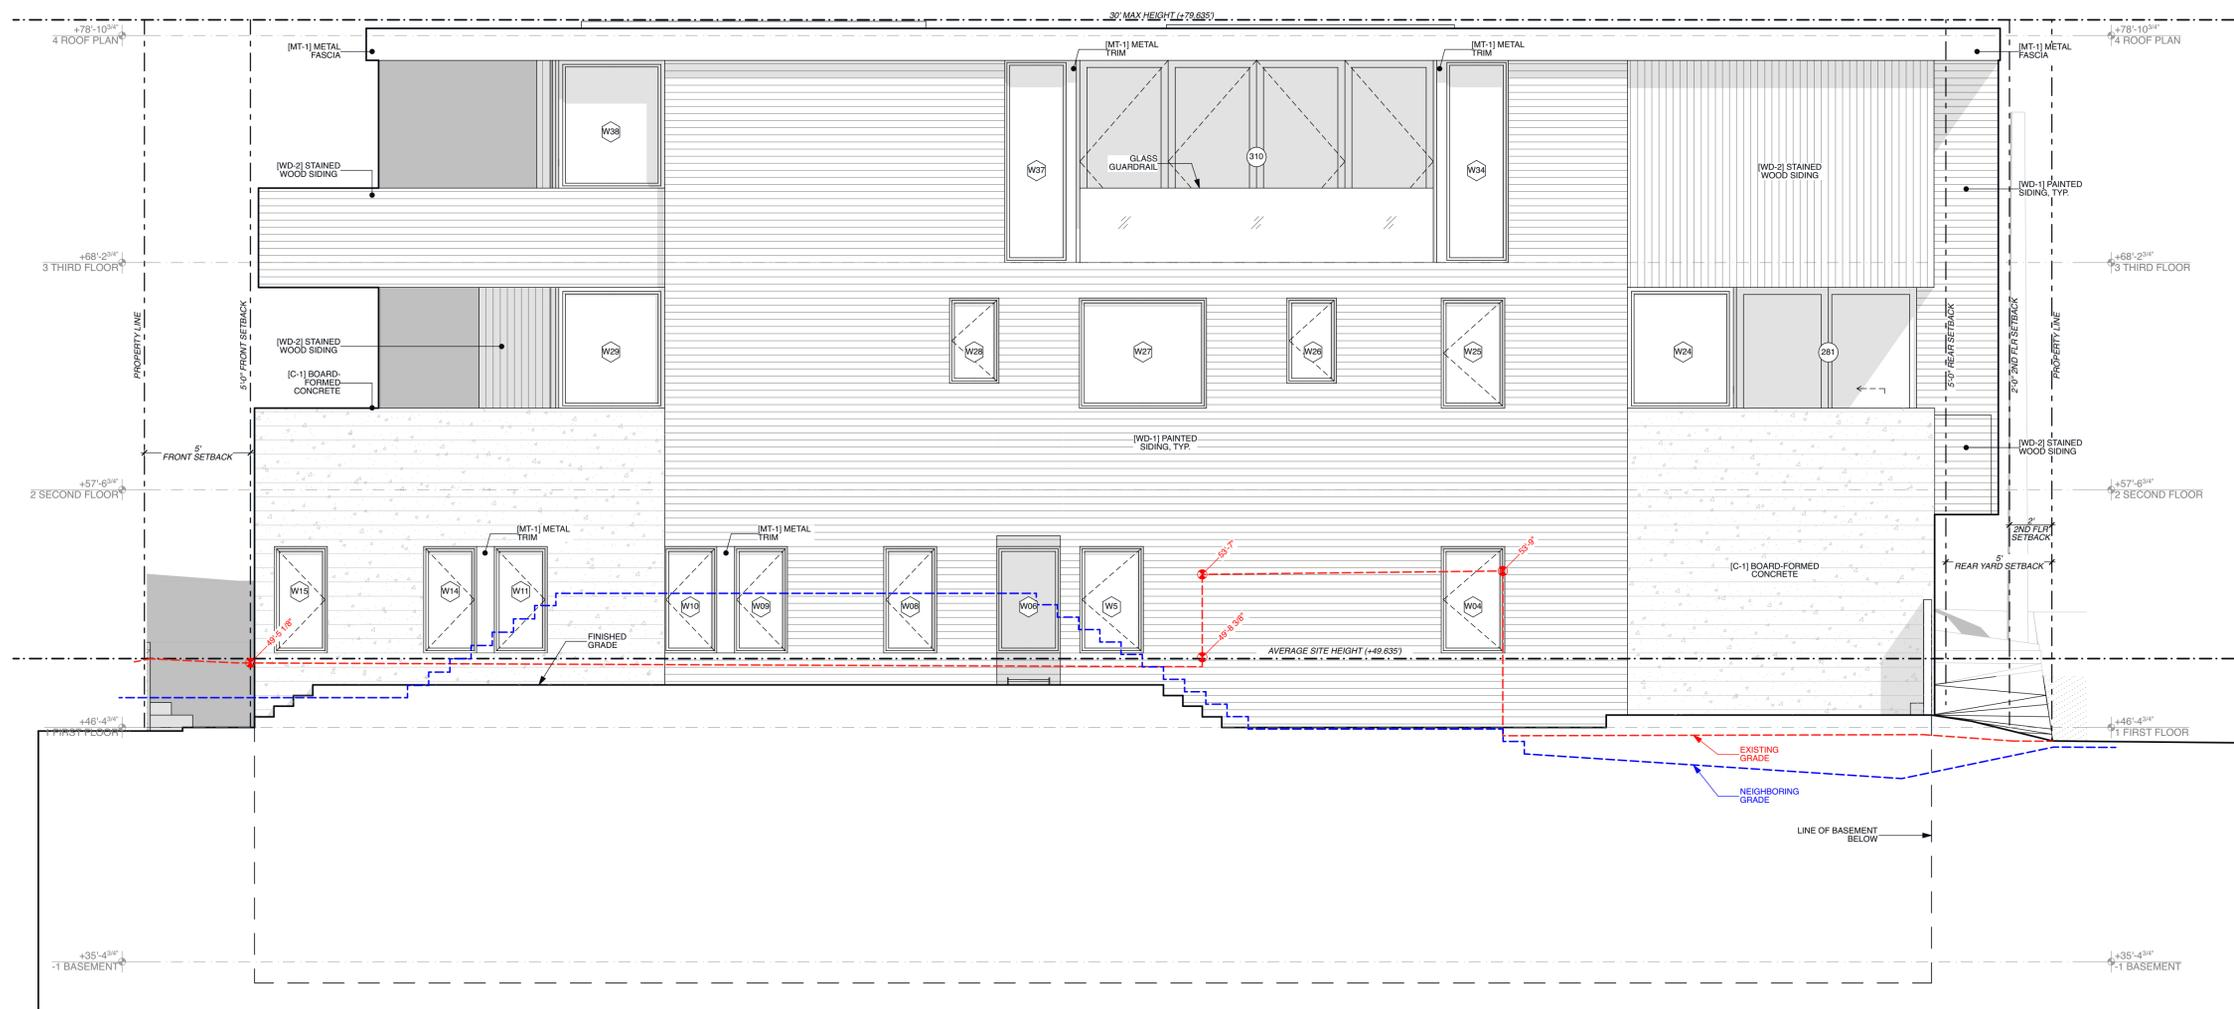 30' MAX HEIGHT (+79.635')
+78'-10 3/4"
4 ROOF PLAN
[MT-1] METAL
FASCIA
[MT-1] METAL
TRIM
[MT-1] METAL
TRIM
[MT-1] METAL
FASCIA
+78'-10 3/4"
4 ROOF PLAN
W38
W37
GLASS
GUARDRAIL
310
W34
[WD-2] STAINED
WOOD SIDING
[WD-2] STAINED
WOOD SIDING
[WD-1] PAINTED
SIDING, TYP.
+68'-2 3/4"
3 THIRD FLOOR
+68'-2 3/4"
3 THIRD FLOOR
PROPERTY LINE
5'-0" FRONT SETBACK
[WD-2] STAINED
WOOD SIDING
[C-1] BOARD-
FORMED
CONCRETE
W29
W28
W27
W26
W25
W24
281
5'-0" REAR SETBACK
2'-0" 2ND FLR SETBACK
PROPERTY LINE
5'
FRONT SETBACK
[WD-1] PAINTED
SIDING, TYP.
[WD-2] STAINED
WOOD SIDING
+57'-6 3/4"
2 SECOND FLOOR
+57'-6 3/4"
2 SECOND FLOOR
[MT-1] METAL
TRIM
[MT-1] METAL
TRIM
2'
2ND FLR
SETBACK
5'
REAR YARD SETBACK
53'-7"
53'-9"
[C-1] BOARD-FORMED
CONCRETE
W15
W14
W11
W10
W09
W08
W06
W5
W04
49'-5 1/8"
49'-8 3/8"
FINISHED
GRADE
AVERAGE SITE HEIGHT (+49.635')
+46'-4 3/4"
1 FIRST FLOOR
+46'-4 3/4"
1 FIRST FLOOR
EXISTING
GRADE
NEIGHBORING
GRADE
LINE OF BASEMENT
BELOW
+35'-4 3/4"
-1 BASEMENT
+35'-4 3/4"
-1 BASEMENT